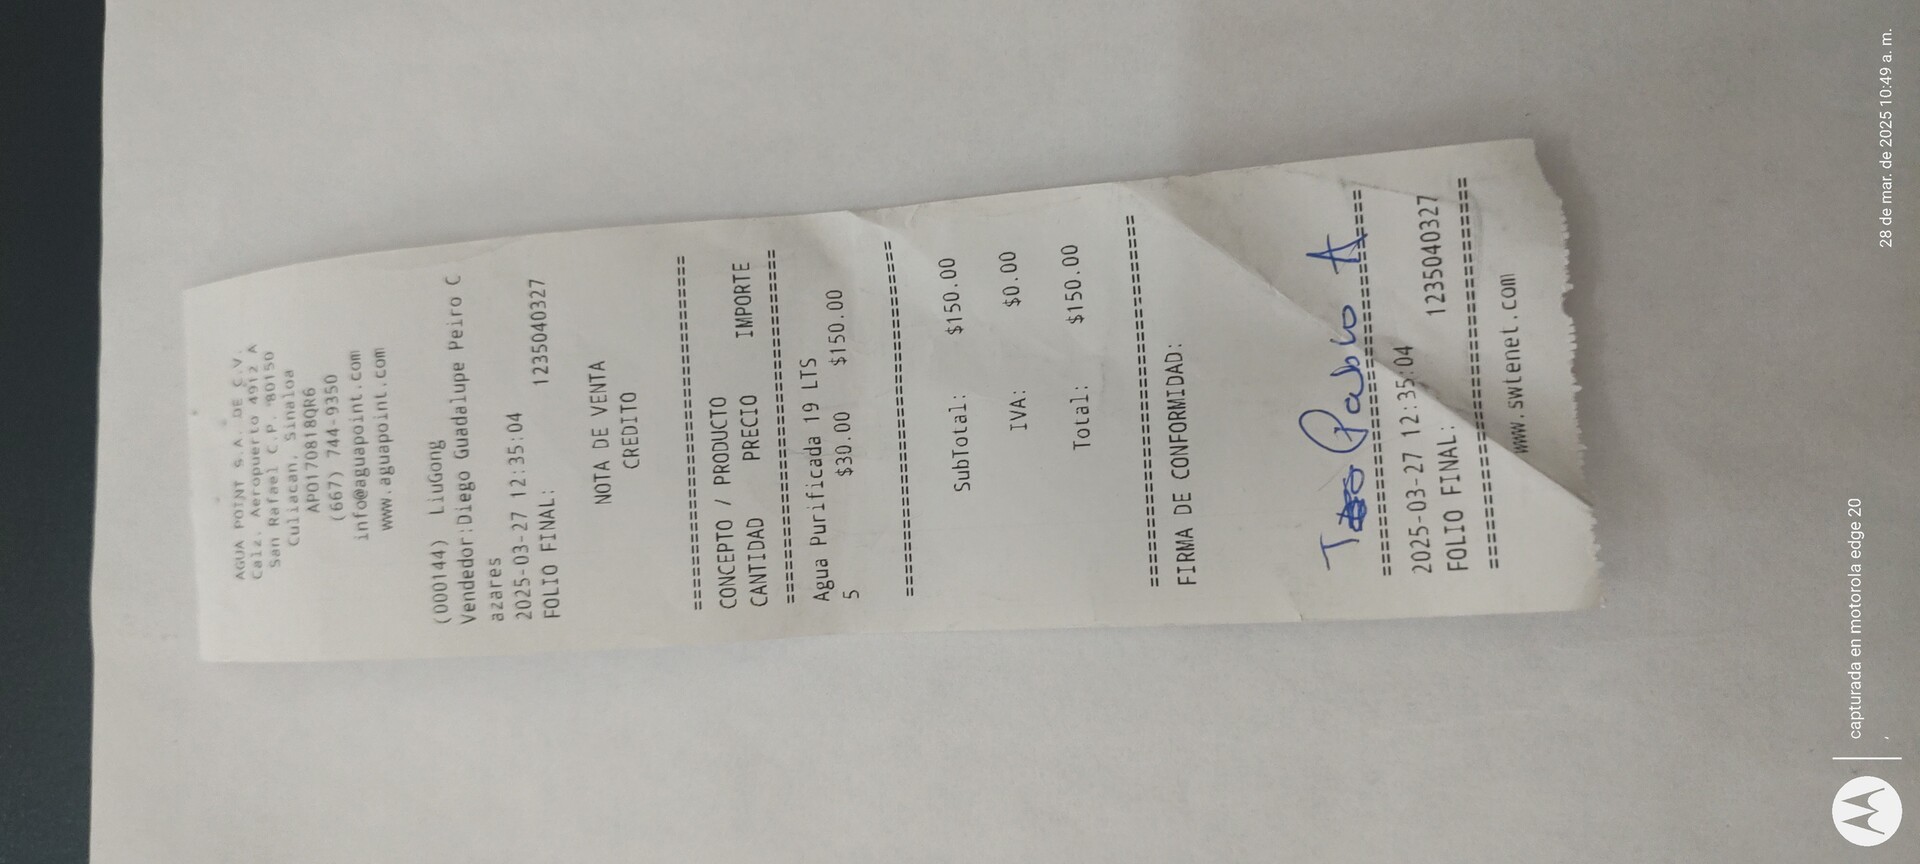 AGUA POINT S.A. DE C.V.
Calz. Aeropuerto 4912 A
San Rafael C.P. 80150
Culiacan, Sinaloa
APO170818QR6
(667) 744-9350
info@aguapoint.com
www.aguapoint.com
(000144) LiuGong
Vendedor:Diego Guadalupe Peiro C
azares
2025-03-27 12:35:04
FOLIO FINAL: 1235040327
NOTA DE VENTA
CREDITO
================================
CONCEPTO / PRODUCTO
CANTIDAD PRECIO IMPORTE
================================
Agua Purificada 19 LTS
5 $30.00 $150.00
================================
SubTotal: $150.00
IVA: $0.00
Total: $150.00
================================
FIRMA DE CONFORMIDAD:
Pablo A
================================
2025-03-27 12:35:04
FOLIO FINAL: 1235040327
================================
www.swtenet.com
capturada en motorola edge 20
28 de mar. de 2025 10:49 a. m.